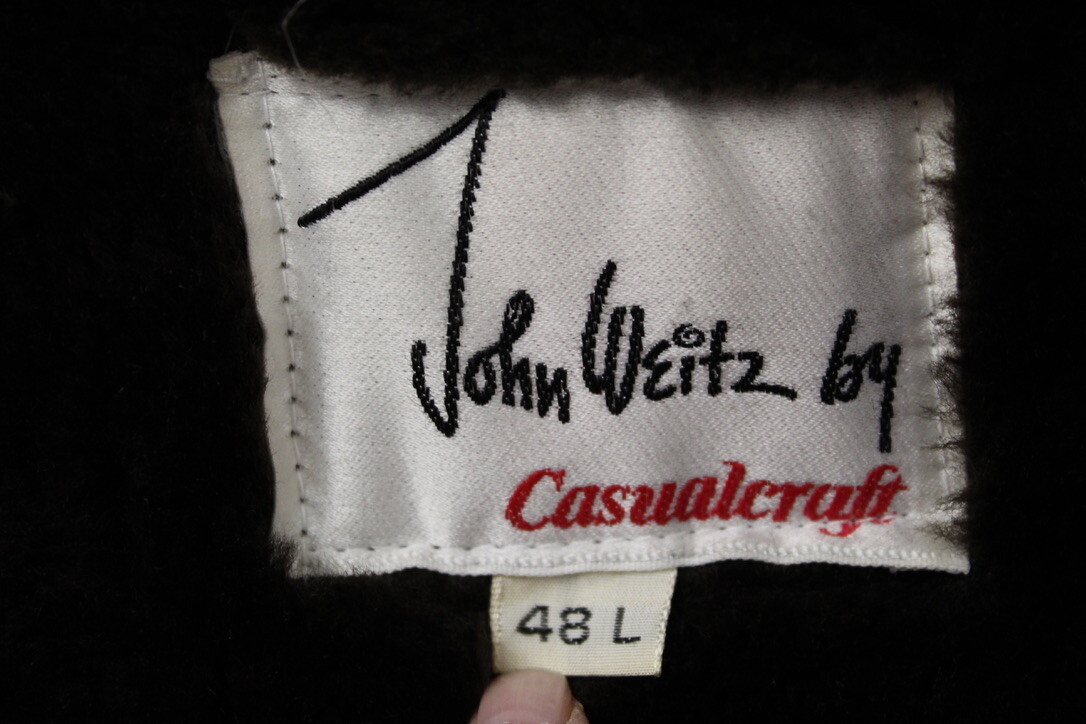 John Weitz by
Casualcraft
48 L